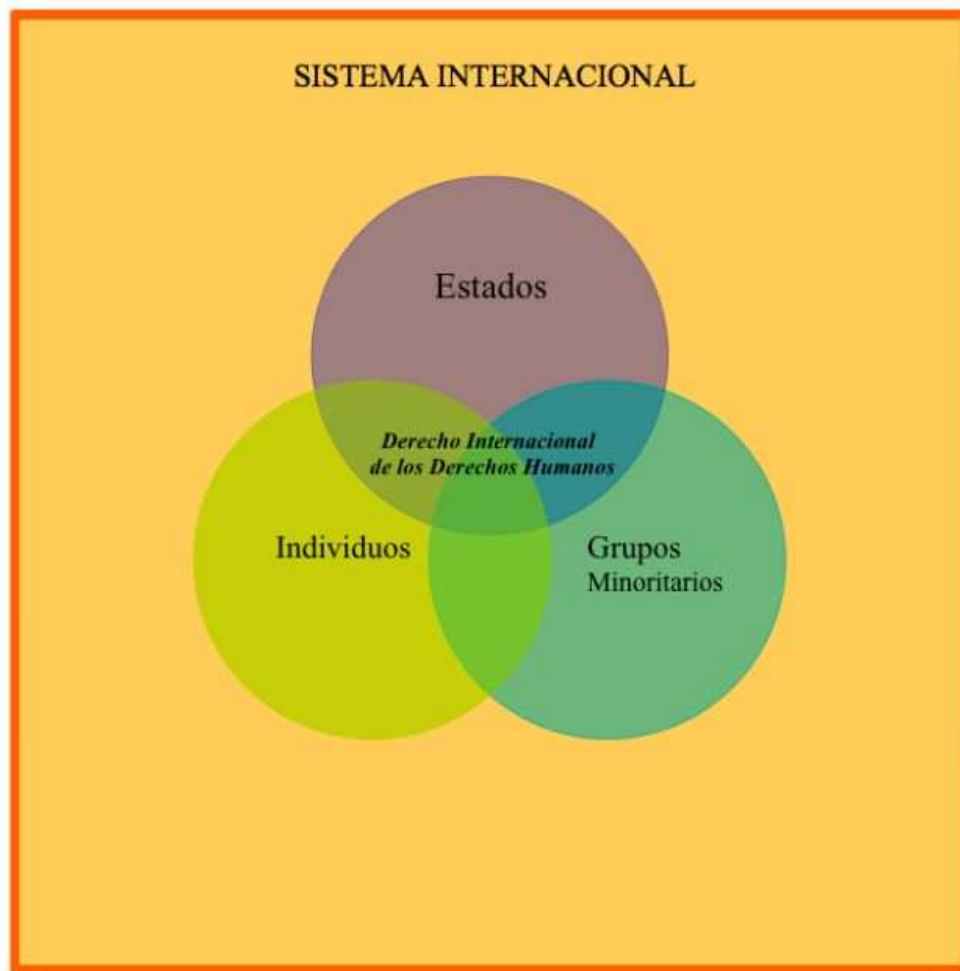 SISTEMA INTERNACIONAL
Estados
Derecho Internacional
de los Derechos Humanos
Individuos
Grupos
Minoritarios